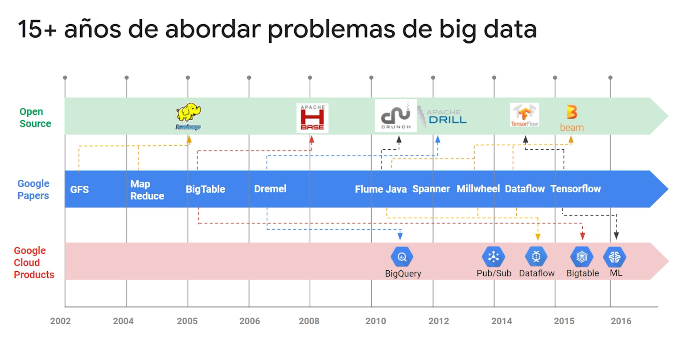 15+ años de abordar problemas de big data
Open
Source
hadoop
APACHE
HBASE
CRUNCH
APACHE
DRILL
TensorFlow
beam
Google
Papers
GFS
Map
Reduce
BigTable
Dremel
Flume Java
Spanner
Millwheel
Dataflow
Tensorflow
Google
Cloud
Products
BigQuery
Pub/Sub
Dataflow
Bigtable
ML
2002
2004
2005
2006
2008
2010
2012
2014
2015
2016